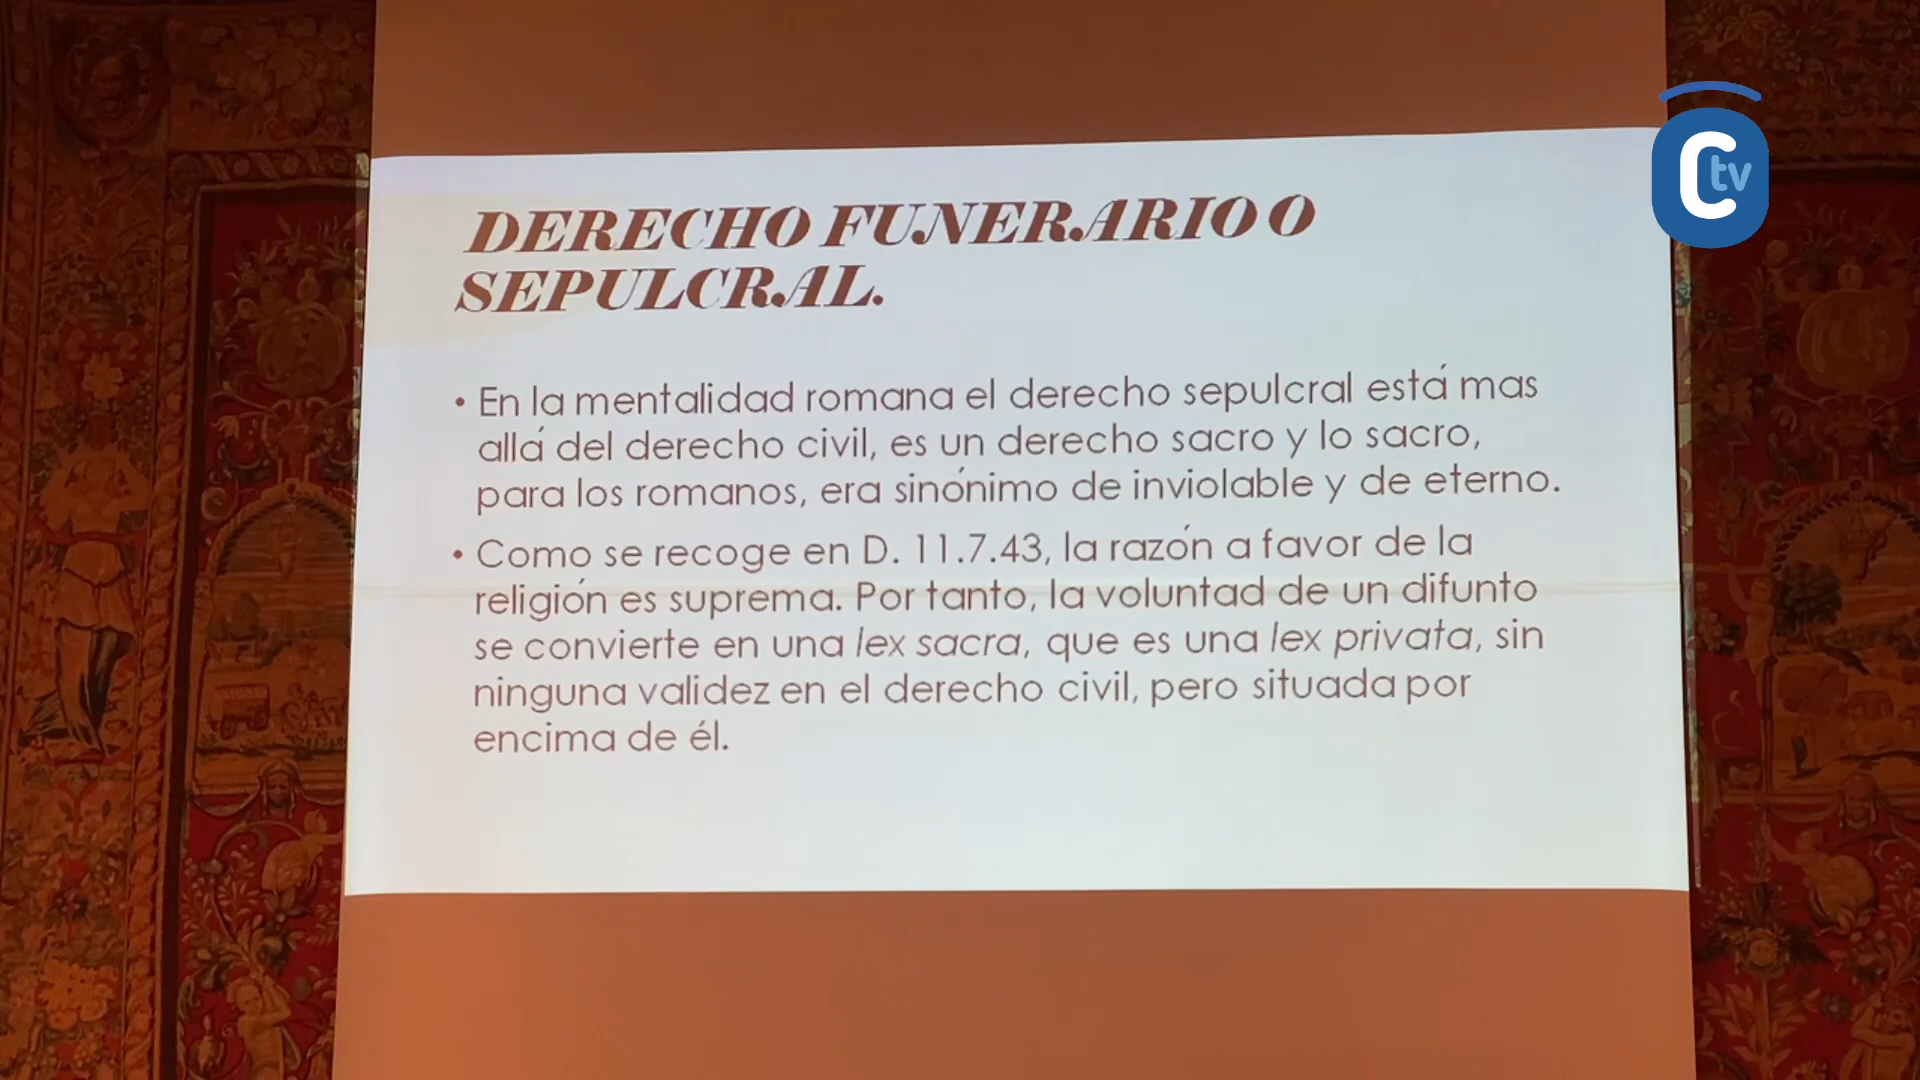 DERECHO FUNERARIO O
SEPULCRAL.
• En la mentalidad romana el derecho sepulcral está mas
allá del derecho civil, es un derecho sacro y lo sacro,
para los romanos, era sinónimo de inviolable y de eterno.
• Como se recoge en D. 11.7.43, la razón a favor de la
religión es suprema. Por tanto, la voluntad de un difunto
se convierte en una lex sacra, que es una lex privata, sin
ninguna validez en el derecho civil, pero situada por
encima de él.
Ctv